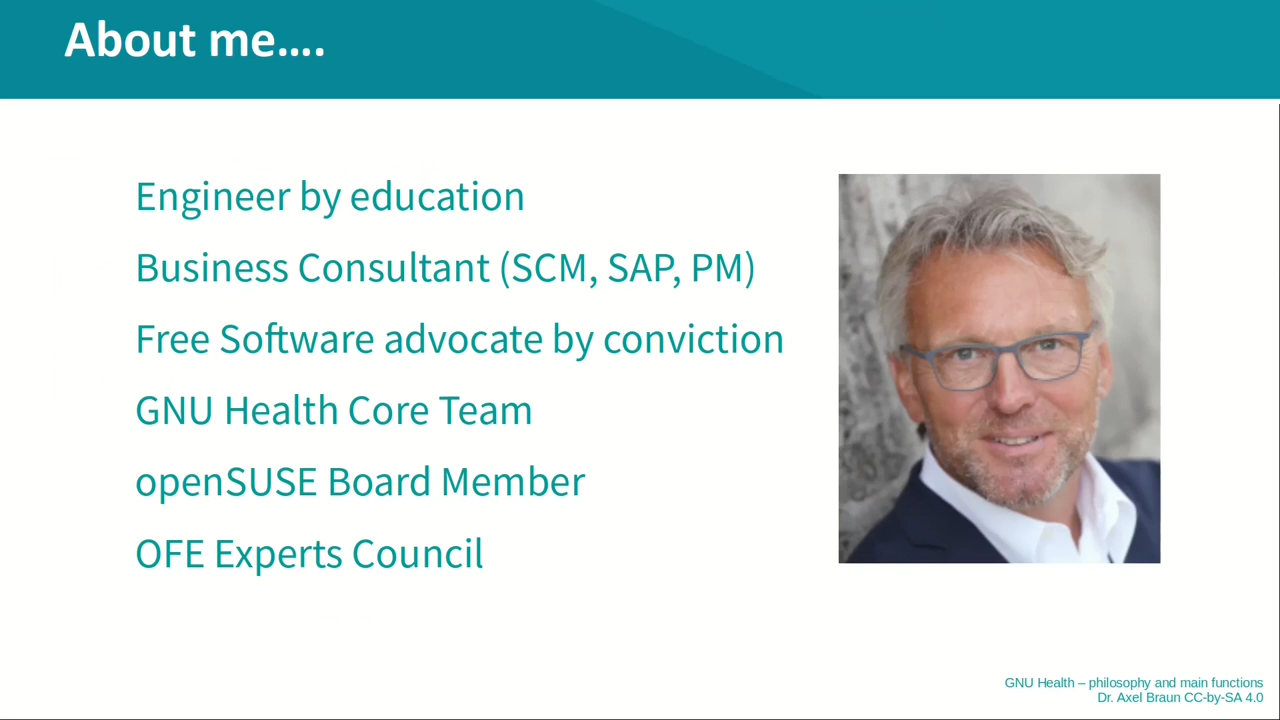 About me....
Engineer by education
Business Consultant (SCM, SAP, PM)
Free Software advocate by conviction
GNU Health Core Team
openSUSE Board Member
OFE Experts Council
GNU Health – philosophy and main functions
Dr. Axel Braun CC-by-SA 4.0